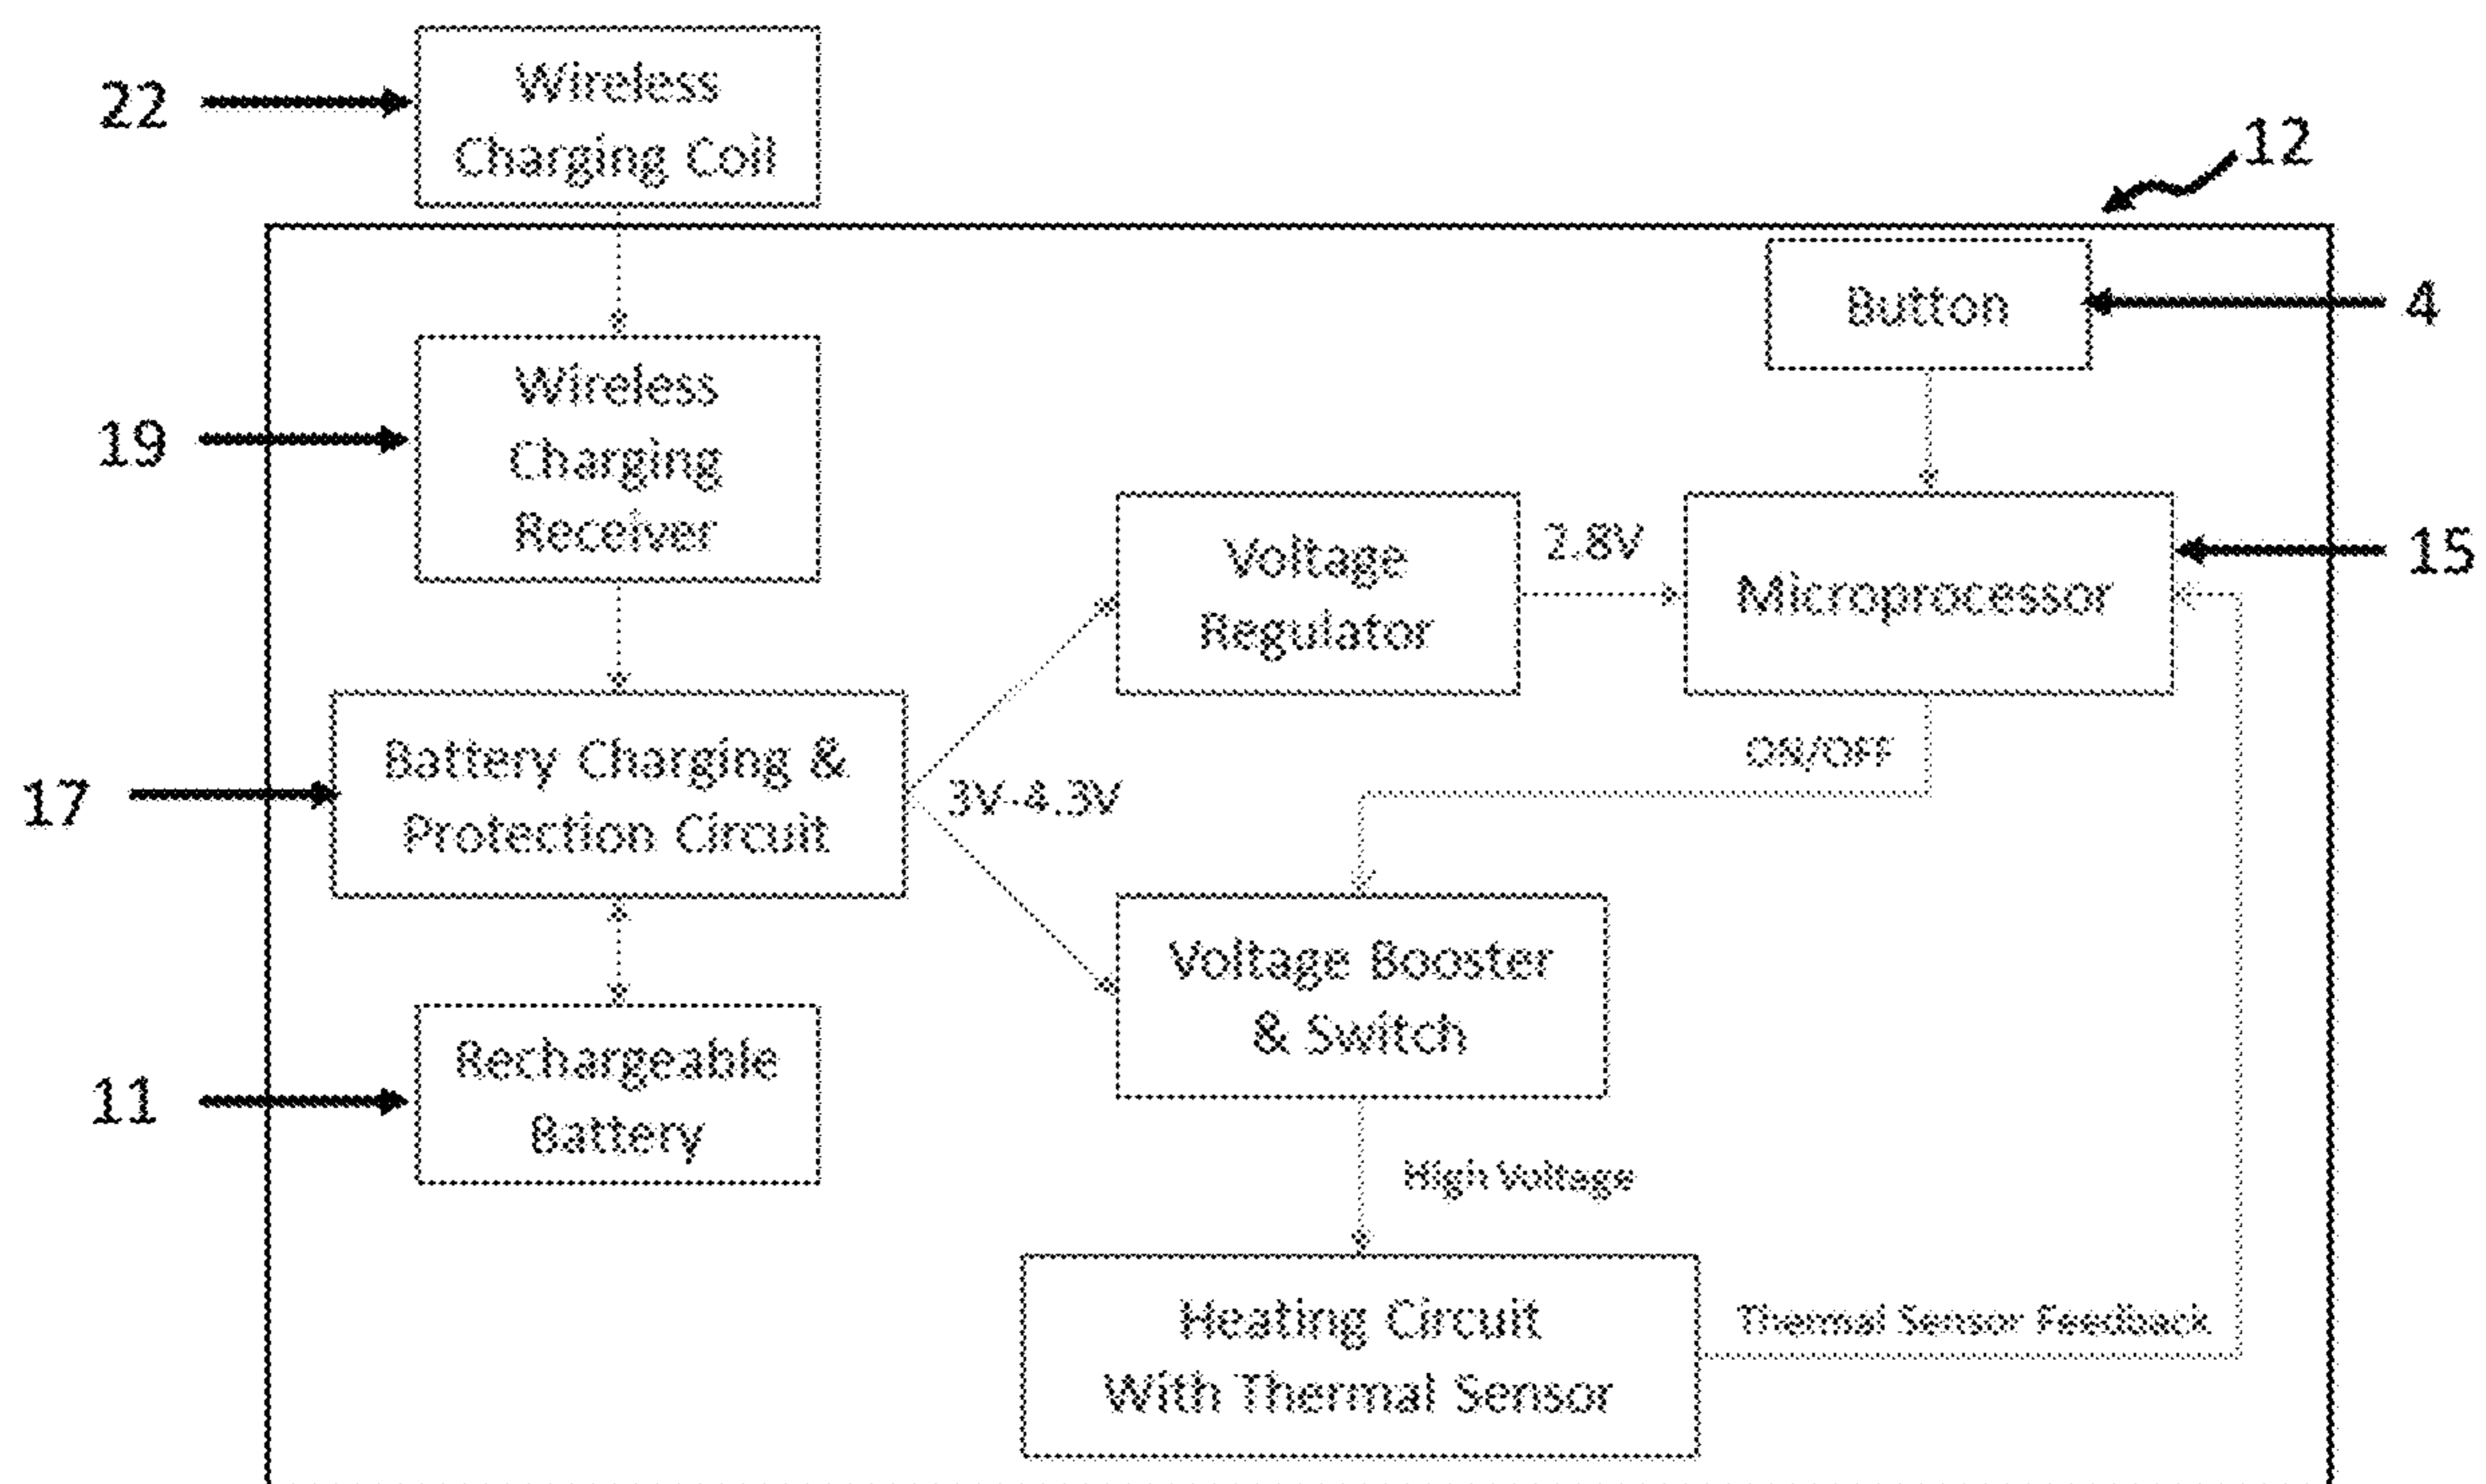 22
Wireless
Charging Coil
12
Button
4
19
Wireless
Charging
Receiver
Voltage
Regulator
2.8V
Microprocessor
15
17
Battery Charging &
Protection Circuit
3V-4.3V
ON/OFF
Voltage Booster
& Switch
11
Rechargeable
Battery
High Voltage
Heating Circuit
With Thermal Sensor
Thermal Sensor Feedback